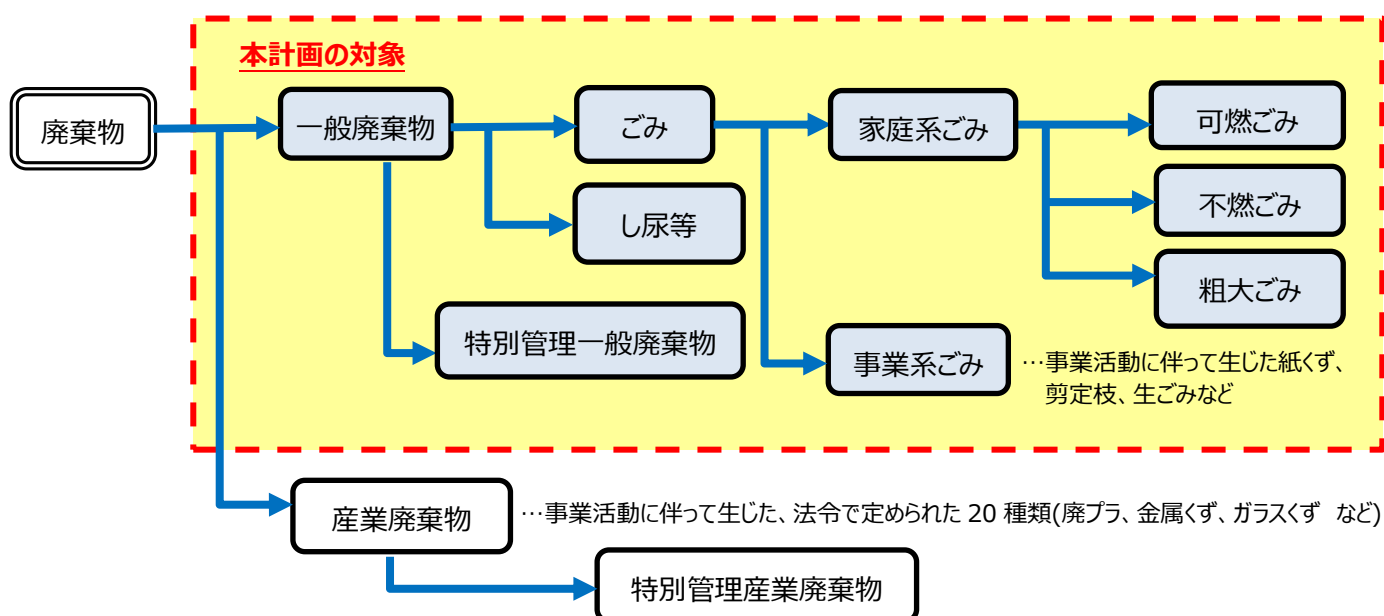 本計画の対象
廃棄物
一般廃棄物
ごみ
家庭系ごみ
可燃ごみ
不燃ごみ
し尿等
粗大ごみ
特別管理一般廃棄物
事業系ごみ
…事業活動に伴って生じた紙くず、
剪定枝、生ごみなど
産業廃棄物
…事業活動に伴って生じた、法令で定められた 20 種類(廃プラ、金属くず、ガラスくず など)
特別管理産業廃棄物